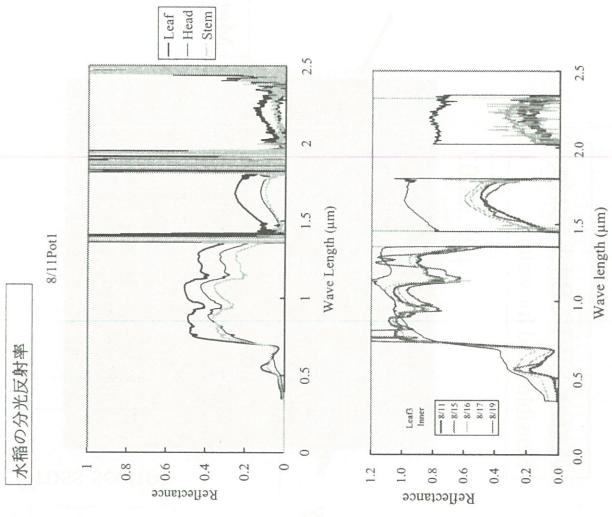 水稲の分光反射率
8/11Pot1
Reflectance
1
0.8
0.6
0.4
0.2
0
0
0.5
1
1.5
2
2.5
Wave Length (μm)
Leaf
Head
Stem
Reflectance
1.2
1.0
0.8
0.6
0.4
0.2
0.0
0.0
0.5
1.0
1.5
2.0
2.5
Wave length (μm)
Leaf3
Inner
8/11
8/15
8/16
8/17
8/19